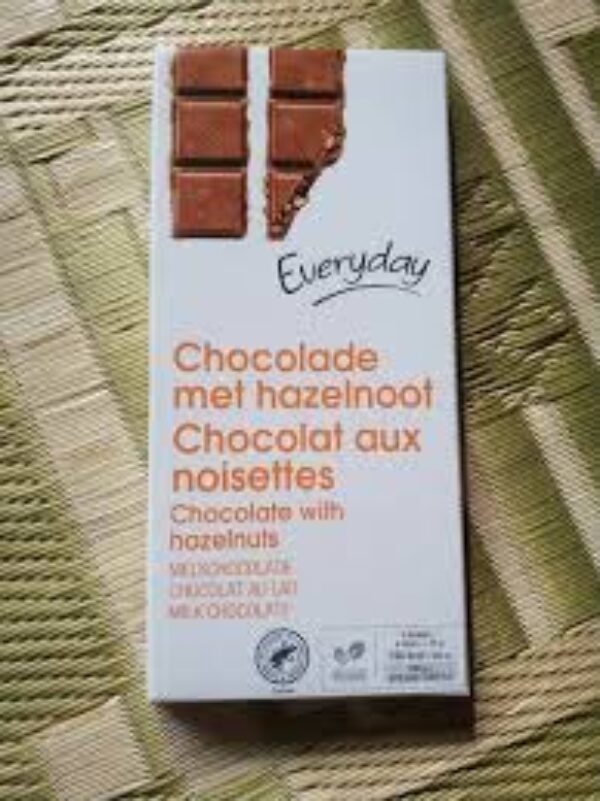 Everyday
Chocolade
met hazelnoot
Chocolat aux
noisettes
Chocolate with
hazelnuts
MELKCHOCOLADE
CHOCOLAT AU LAIT
MILK CHOCOLATE